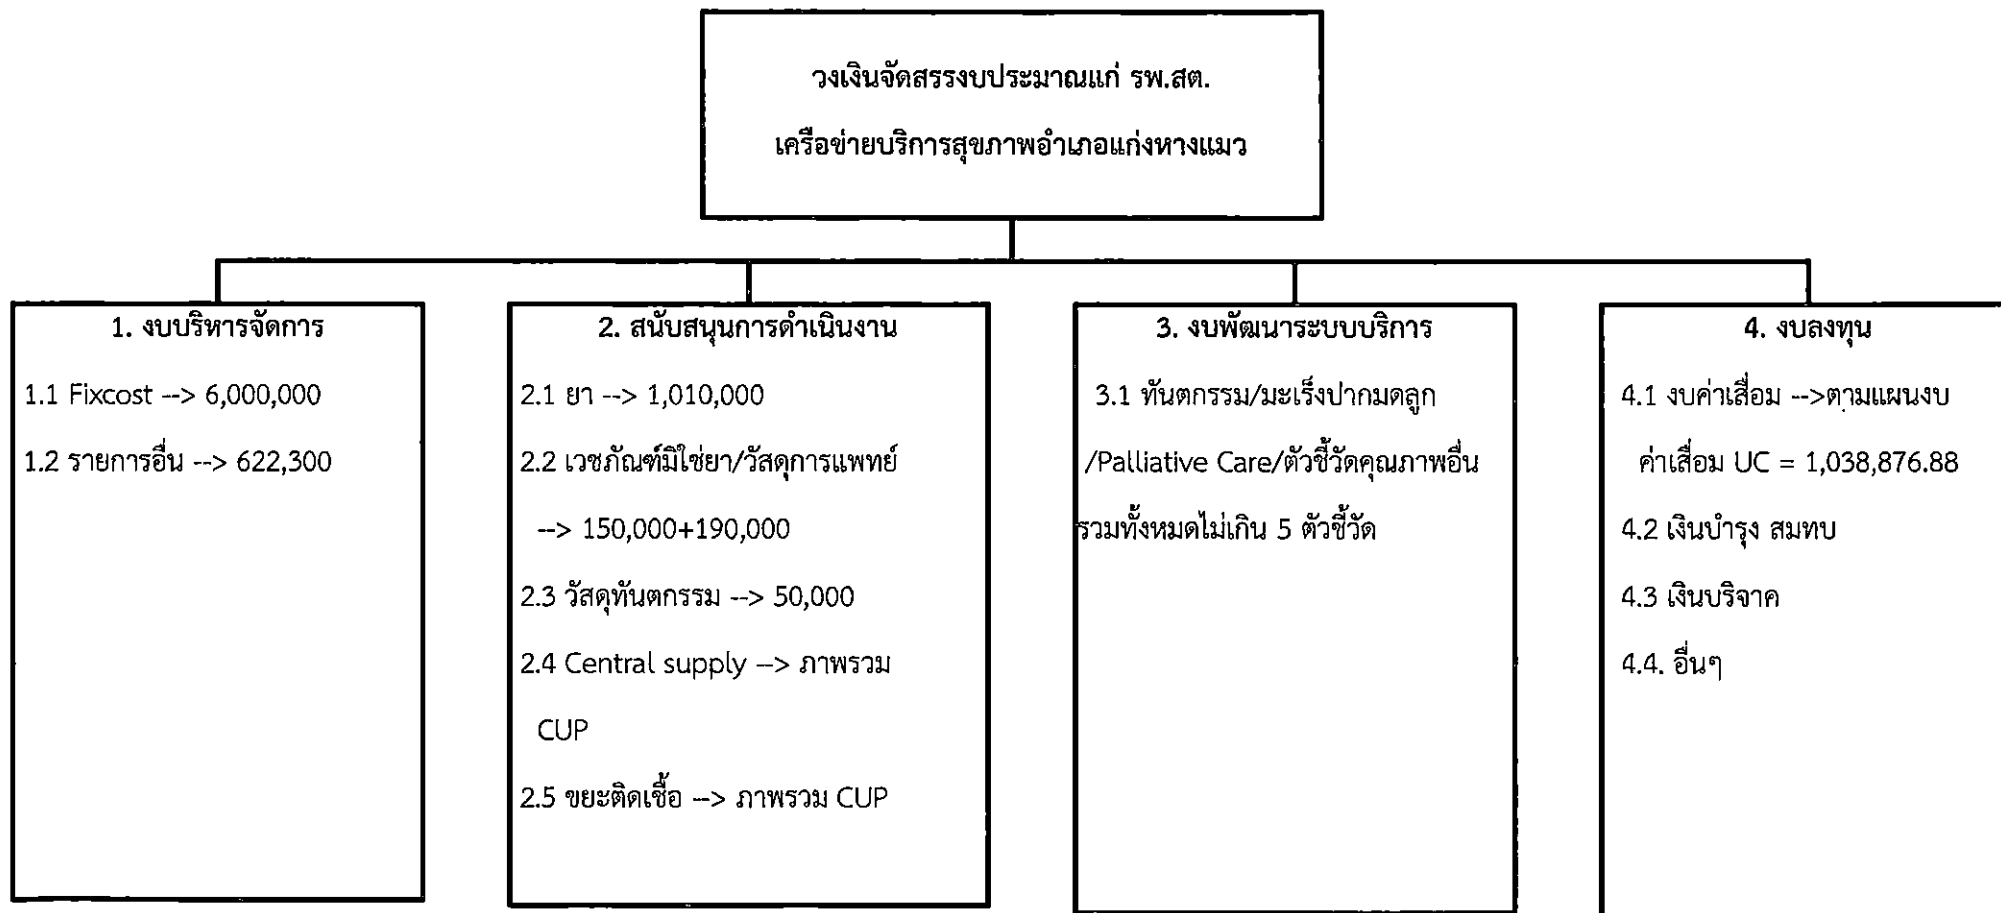 วงเงินจัดสรรงบประมาณแก่ รพ.สต.
เครือข่ายบริการสุขภาพอำเภอแก่งหางแมว
1. งบบริหารจัดการ
1.1 Fixcost --> 6,000,000
1.2 รายการอื่น --> 622,300
2. สนับสนุนการดำเนินงาน
2.1 ยา --> 1,010,000
2.2 เวชภัณฑ์มิใช่ยา/วัสดุการแพทย์
--> 150,000+190,000
2.3 วัสดุทันตกรรม --> 50,000
2.4 Central supply --> ภาพรวม
CUP
2.5 ขยะติดเชื้อ --> ภาพรวม CUP
3. งบพัฒนาระบบบริการ
3.1 ทันตกรรม/มะเร็งปากมดลูก
/Palliative Care/ตัวชี้วัดคุณภาพอื่น
รวมทั้งหมดไม่เกิน 5 ตัวชี้วัด
4. งบลงทุน
4.1 งบค่าเสื่อม -->ตามแผนงบ
ค่าเสื่อม UC = 1,038,876.88
4.2 เงินบำรุง สมทบ
4.3 เงินบริจาค
4.4. อื่นๆ